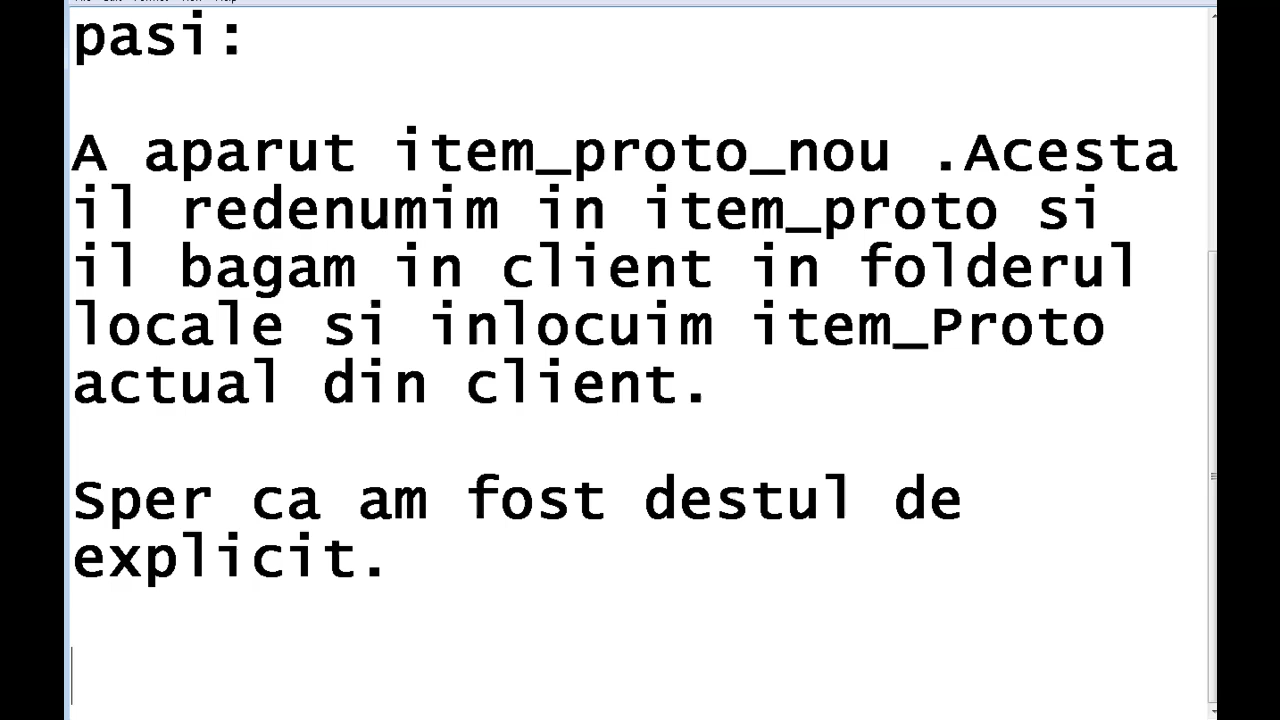 pasi:
A aparut item_proto_nou .Acesta
il redenumim in item_proto si
il bagam in client in folderul
locale si inlocuim item_Proto
actual din client.
Sper ca am fost destul de
explicit.